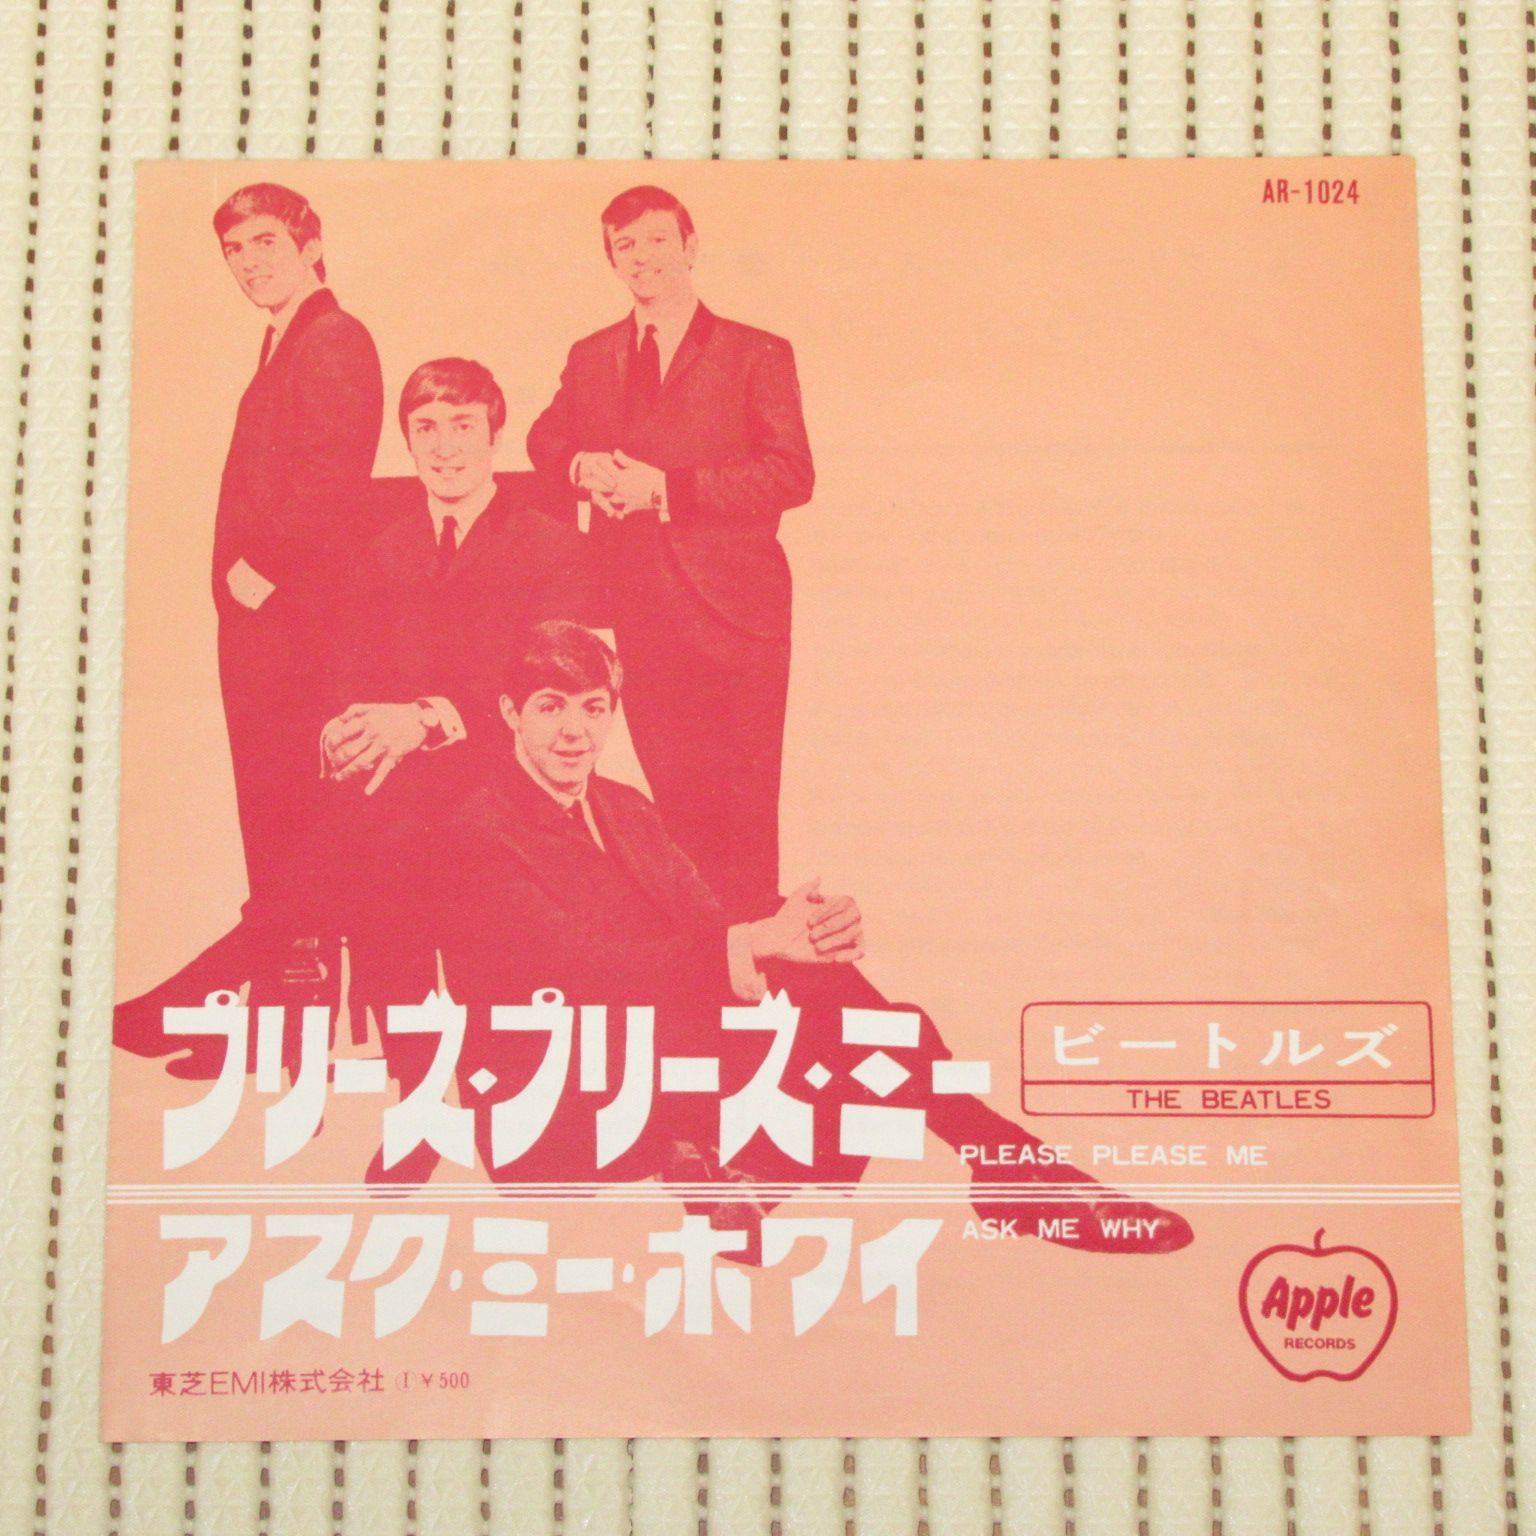 AR-1024
プリーズ・プリーズ・ミー
ビートルズ
THE BEATLES
PLEASE PLEASE ME
アスク・ミー・ホワイ
ASK ME WHY
Apple
RECORDS
東芝EMI株式会社 Ⓘ ¥500